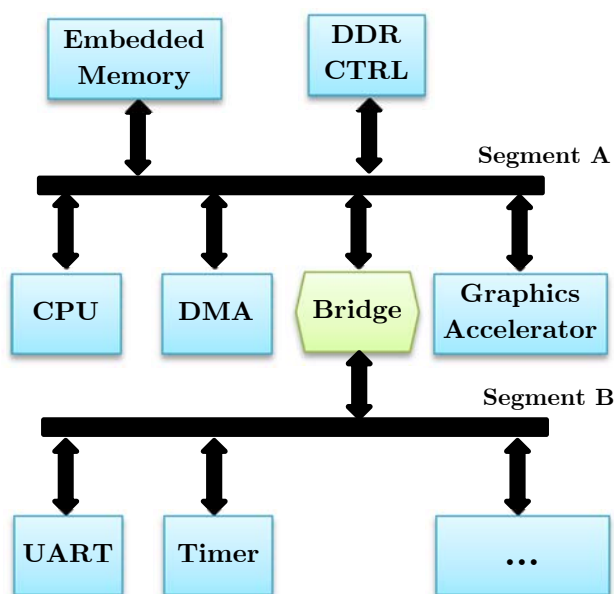 Embedded
Memory
DDR
CTRL
Segment A
CPU
DMA
Bridge
Graphics
Accelerator
Segment B
UART
Timer
...